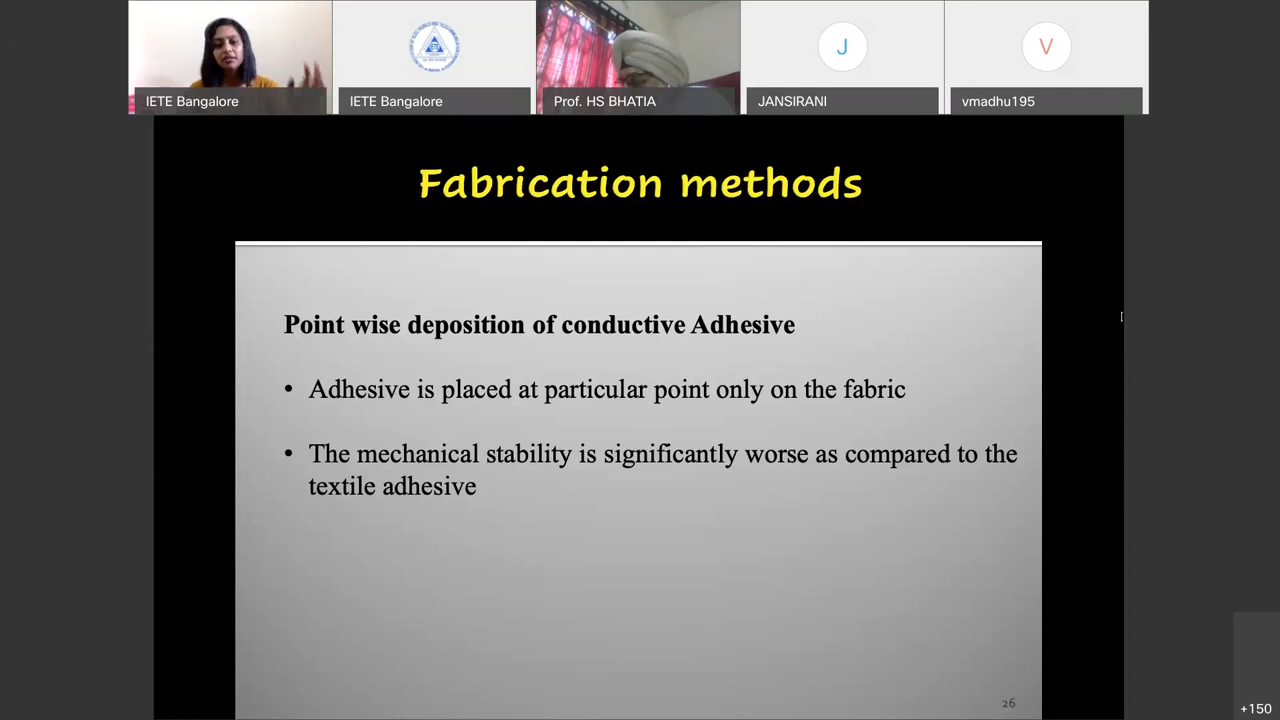 IETE Bangalore
IETE Bangalore
Prof. HS BHATIA
J
JANSIRANI
V
vmadhu195
Fabrication methods
Point wise deposition of conductive Adhesive
• Adhesive is placed at particular point only on the fabric
• The mechanical stability is significantly worse as compared to the
textile adhesive
26
+150